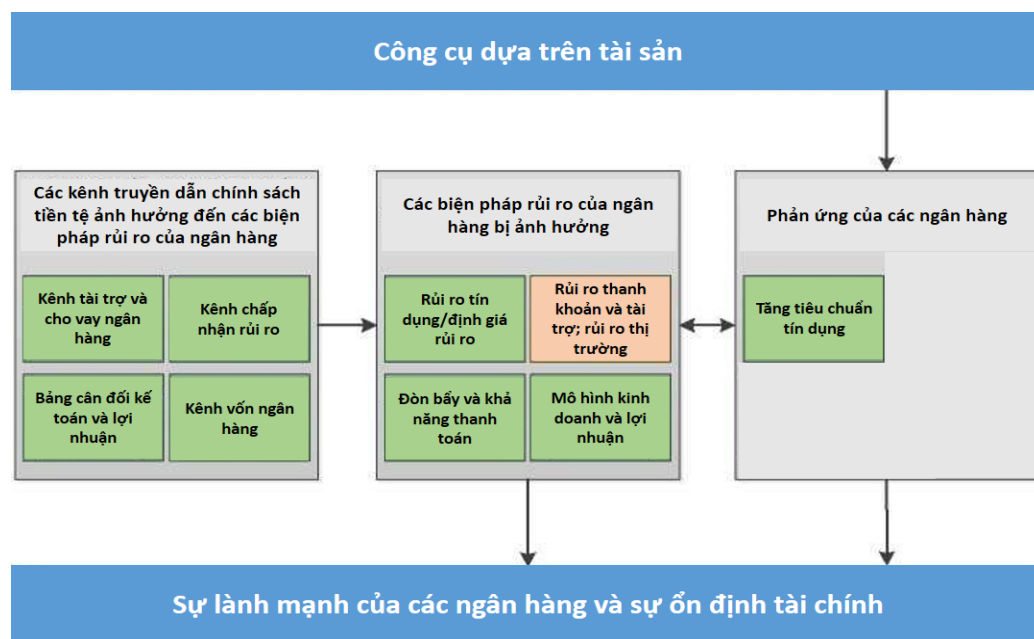 Công cụ dựa trên tài sản
Các kênh truyền dẫn chính sách
tiền tệ ảnh hưởng đến các biện
pháp rủi ro của ngân hàng
Kênh tài trợ và
cho vay ngân
hàng
Kênh chấp
nhận rủi ro
Bảng cân đối kế
toán và lợi
nhuận
Kênh vốn ngân
hàng
Các biện pháp rủi ro của ngân
hàng bị ảnh hưởng
Rủi ro tín
dụng/định giá
rủi ro
Rủi ro thanh
khoản và tài
trợ; rủi ro thị
trường
Đòn bẩy và khả
năng thanh
toán
Mô hình kinh
doanh và lợi
nhuận
Phản ứng của các ngân hàng
Tăng tiêu chuẩn
tín dụng
Sự lành mạnh của các ngân hàng và sự ổn định tài chính